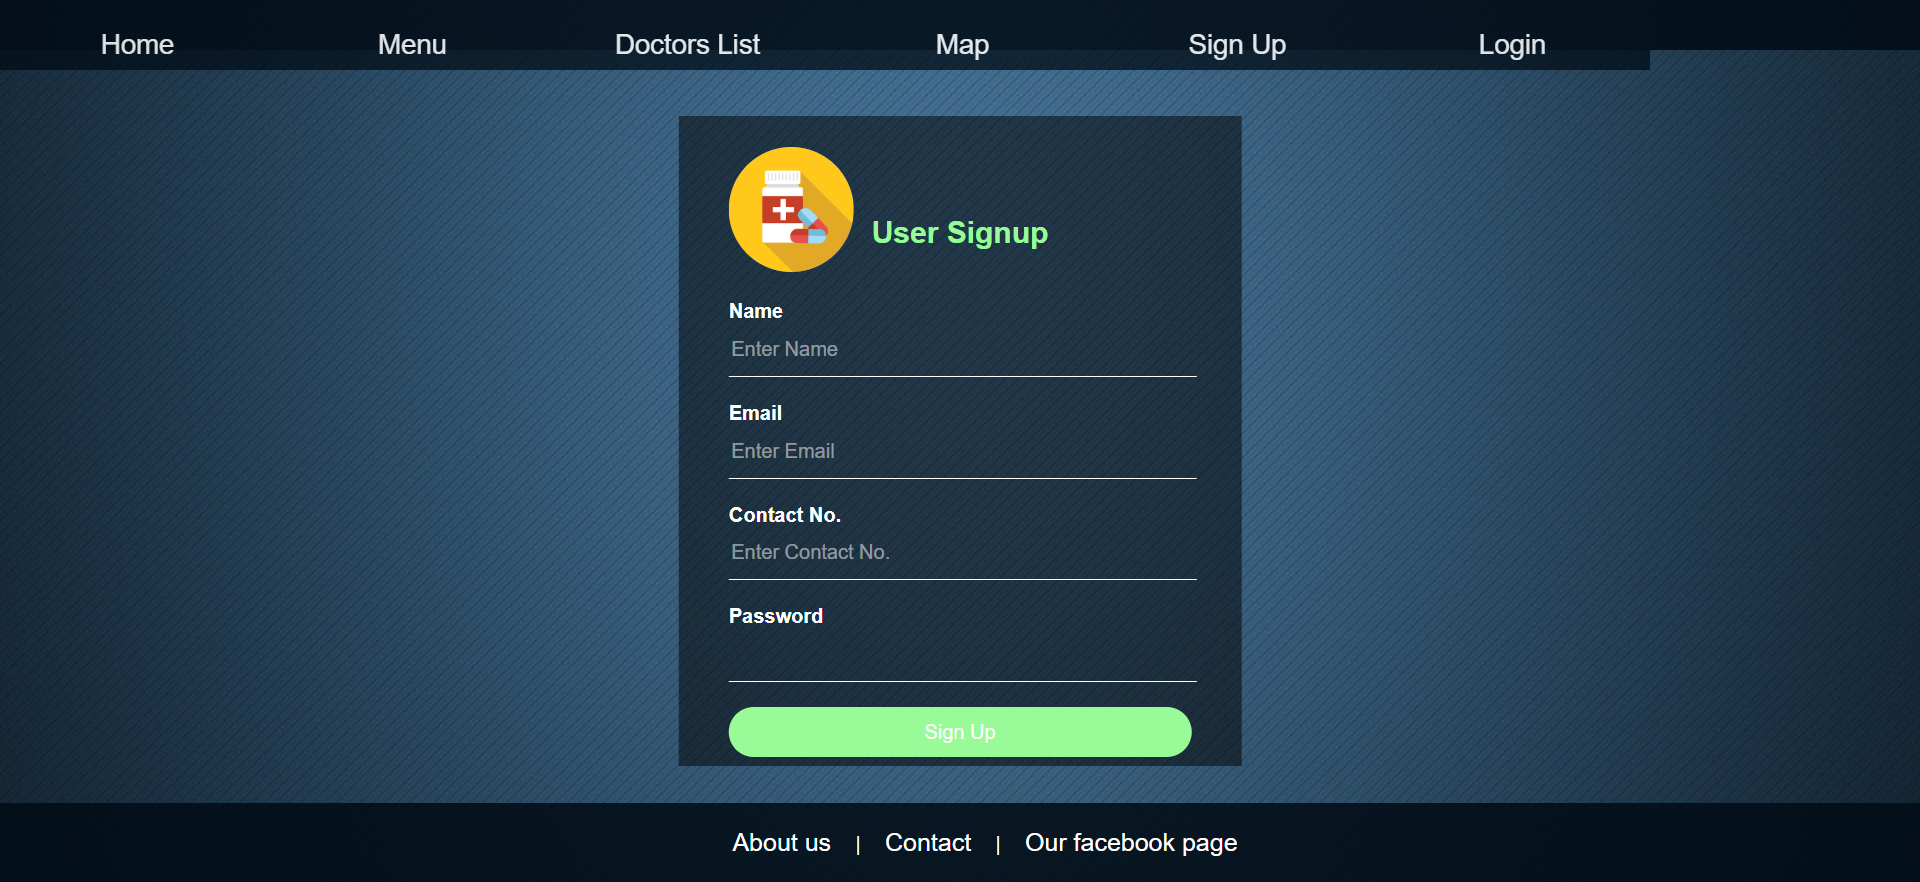 Home Menu Doctors List Map Sign Up Login
User Signup
Name
Enter Name
Email
Enter Email
Contact No.
Enter Contact No.
Password
Sign Up
About us | Contact | Our facebook page